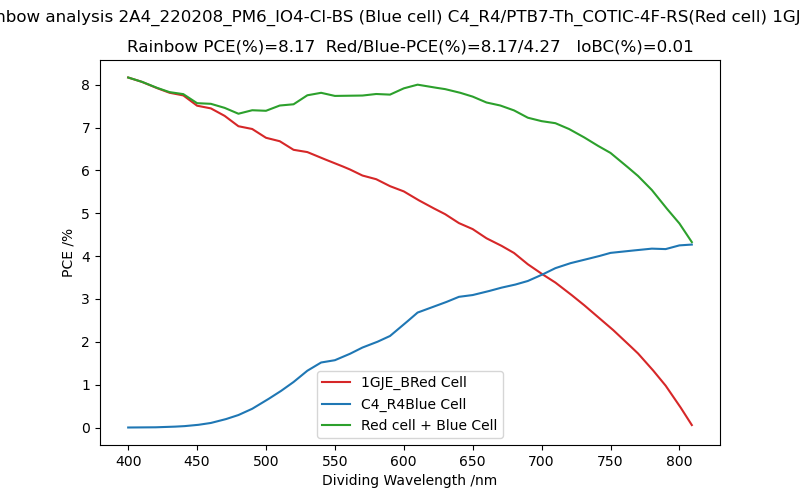 nbow analysis 2A4_220208_PM6_IO4-Cl-BS (Blue cell) C4_R4/PTB7-Th_COTIC-4F-RS(Red cell) 1GJ
Rainbow PCE(%)=8.17  Red/Blue-PCE(%)=8.17/4.27   IoBC(%)=0.01
PCE /%
8
7
6
5
4
3
2
1
0
1GJE_BRed Cell
C4_R4Blue Cell
Red cell + Blue Cell
400 450 500 550 600 650 700 750 800
Dividing Wavelength /nm